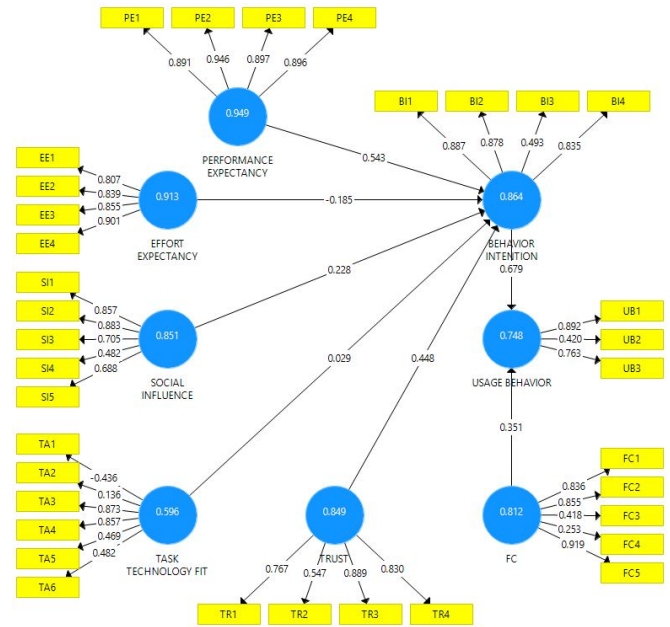 PE1 PE2 PE3 PE4
0.891 0.946 0.897 0.896
0.949
PERFORMANCE
EXPECTANCY
BI1 BI2 BI3 BI4
0.887 0.878 0.493 0.835
0.864
BEHAVIOR
INTENTION
0.543
EE1
EE2
EE3
EE4
0.807
0.839
0.855
0.901
0.913
EFFORT
EXPECTANCY
-0.185
0.679
SI1
SI2
SI3
SI4
SI5
0.857
0.883
0.705
0.482
0.688
0.851
SOCIAL
INFLUENCE
0.228
0.748
USAGE BEHAVIOR
0.892
0.420
0.763
UB1
UB2
UB3
0.029
0.448
0.351
TA1
TA2
TA3
TA4
TA5
TA6
-0.436
0.136
0.873
0.857
0.469
0.482
0.596
TASK
TECHNOLOGY FIT
0.849
TRUST
0.767 0.547 0.889 0.830
TR1 TR2 TR3 TR4
0.812
FC
0.836
0.855
0.418
0.253
0.919
FC1
FC2
FC3
FC4
FC5